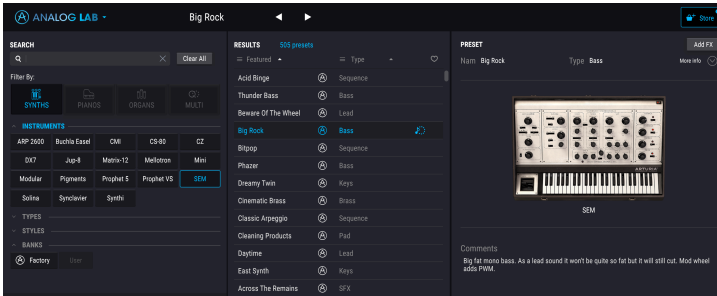 ANALOG LAB
Big Rock
Store
SEARCH
Clear All
Filter By:
SYNTHS PIANOS ORGANS MULTI
INSTRUMENTS
ARP 2600 Buchla Easel CMI CS-80 CZ
DX7 Jup-8 Matrix-12 Mellotron Mini
Modular Pigments Prophet 5 Prophet VS SEM
Solina Synclavier Synthi
TYPES
STYLES
BANKS
Factory User
RESULTS 505 presets
Featured Type
Acid Binge Sequence
Thunder Bass Bass
Beware Of The Wheel Lead
Big Rock Bass
Bitpop Sequence
Phazer Bass
Dreamy Twin Keys
Cinematic Brass Brass
Classic Arpeggio Sequence
Cleaning Products Pad
Daytime Lead
East Synth Keys
Across The Remains SFX
PRESET Add FX
Nam Big Rock Type Bass More info
ARTURIA
SEM
Comments
Big fat mono bass. As a lead sound it won't be quite so fat but it will still cut. Mod wheel
adds PWM.